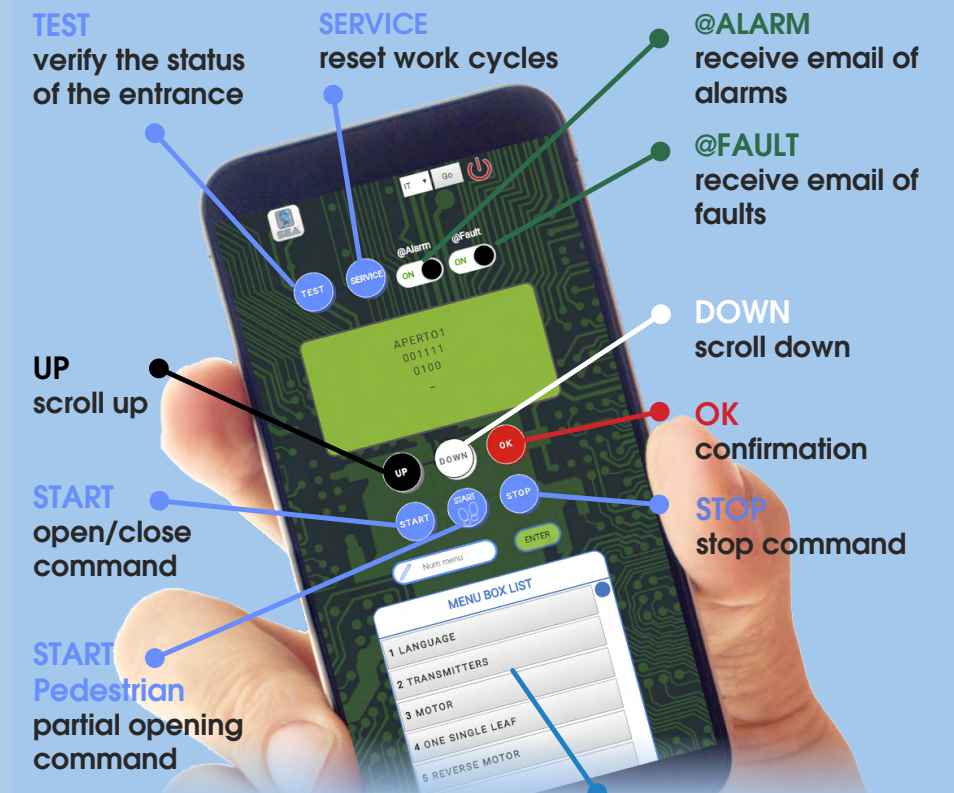 TEST
verify the status
of the entrance
SERVICE
reset work cycles
@ALARM
receive email of
alarms
@FAULT
receive email of
faults
UP
scroll up
DOWN
scroll down
OK
confirmation
START
open/close
command
STOP
stop command
START
Pedestrian
partial opening
command
IT
Go
SEA
@Alarm
@Fault
ON
ON
TEST
SERVICE
APERTO1
001111
0100
_
UP
DOWN
OK
START
START
STOP
Num menu
ENTER
MENU BOX LIST
1 LANGUAGE
2 TRANSMITTERS
3 MOTOR
4 ONE SINGLE LEAF
5 REVERSE MOTOR